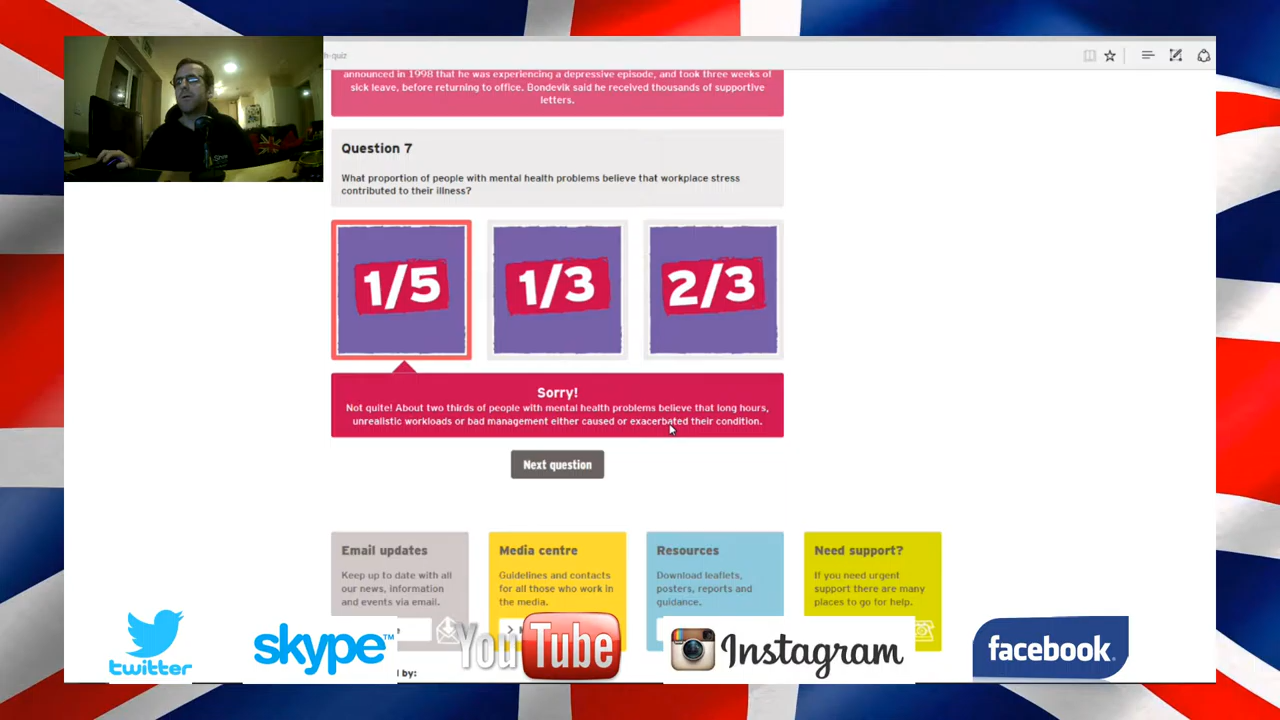 h-quiz
announced in 1998 that he was experiencing a depressive episode, and took three weeks of
sick leave, before returning to office. Bondevik said he received thousands of supportive
letters.
Question 7
What proportion of people with mental health problems believe that workplace stress
contributed to their illness?
1/5
1/3
2/3
Sorry!
Not quite! About two thirds of people with mental health problems believe that long hours,
unrealistic workloads or bad management either caused or exacerbated their condition.
Next question
Email updates
Keep up to date with all
our news, information
and events via email.
Media centre
Guidelines and contacts
for all those who work in
the media.
Resources
Download leaflets,
posters, reports and
guidance.
Need support?
If you need urgent
support there are many
places to go for help.
twitter
skype™
YouTube
Instagram
facebook.
by: